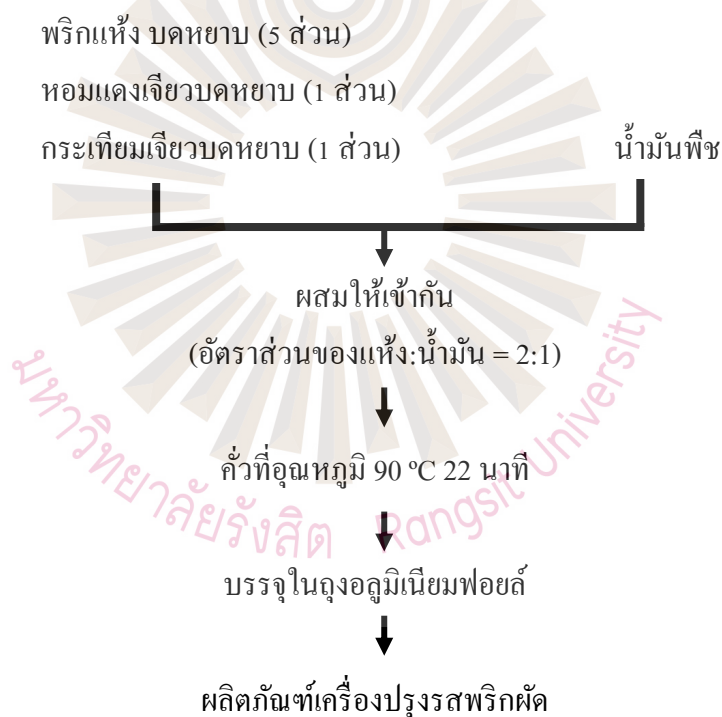 พริกแห้ง บดหยาบ (5 ส่วน)
หอมแดงเจียวบดหยาบ (1 ส่วน)
กระเทียมเจียวบดหยาบ (1 ส่วน) น้ำมันพืช
ผสมให้เข้ากัน
(อัตราส่วนของแห้ง:น้ำมัน = 2:1)
คั่วที่อุณหภูมิ 90 ºC 22 นาที
บรรจุในถุงอลูมิเนียมฟอยล์
ผลิตภัณฑ์เครื่องปรุงรสพริกผัด
มหาวิทยาลัยรังสิต Rangsit University